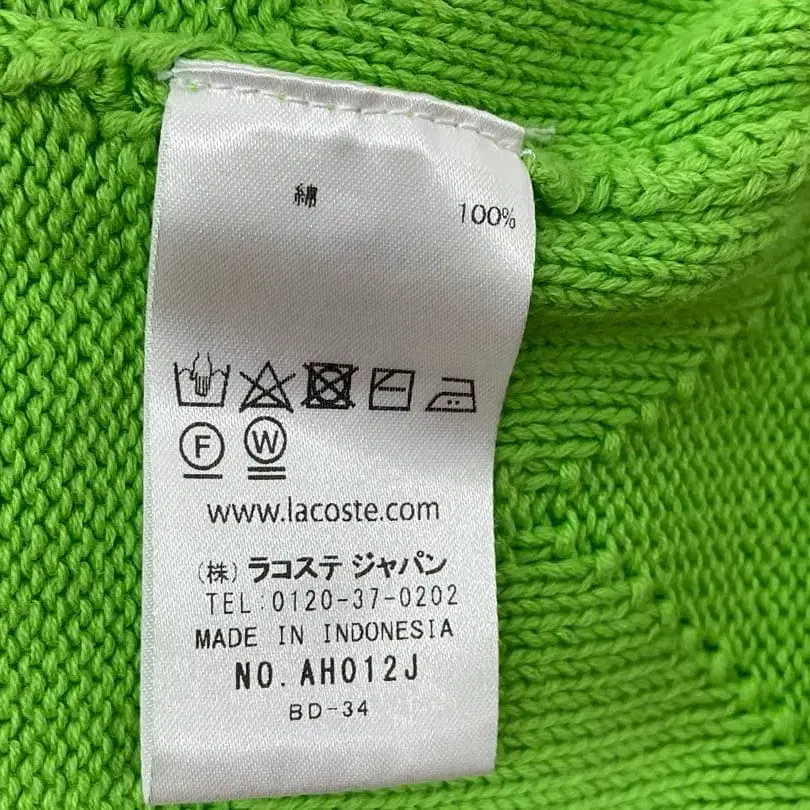 綿 100%
F W
www.lacoste.com
(株) ラコステ ジャパン
TEL:0120-37-0202
MADE IN INDONESIA
NO. AH012J
BD-34